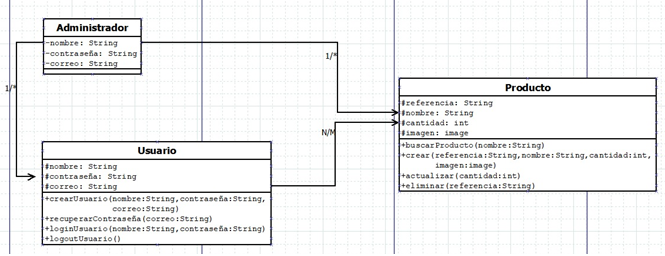 Administrador
-nombre: String
-contraseña: String
-correo: String
1/*
1/*
Producto
#referencia: String
#nombre: String
#cantidad: int
#imagen: image
+buscarProducto(nombre:String)
+crear(referencia:String,nombre:String,cantidad:int,
imagen:image)
+actualizar(cantidad:int)
+eliminar(referencia:String)
N/M
Usuario
#nombre: String
#contraseña: String
#correo: String
+crearUsuario(nombre:String,contraseña:String,
correo:String)
+recuperarContraseña(correo:String)
+loginUsuario(nombre:String,contraseña:String)
+logoutUsuario()